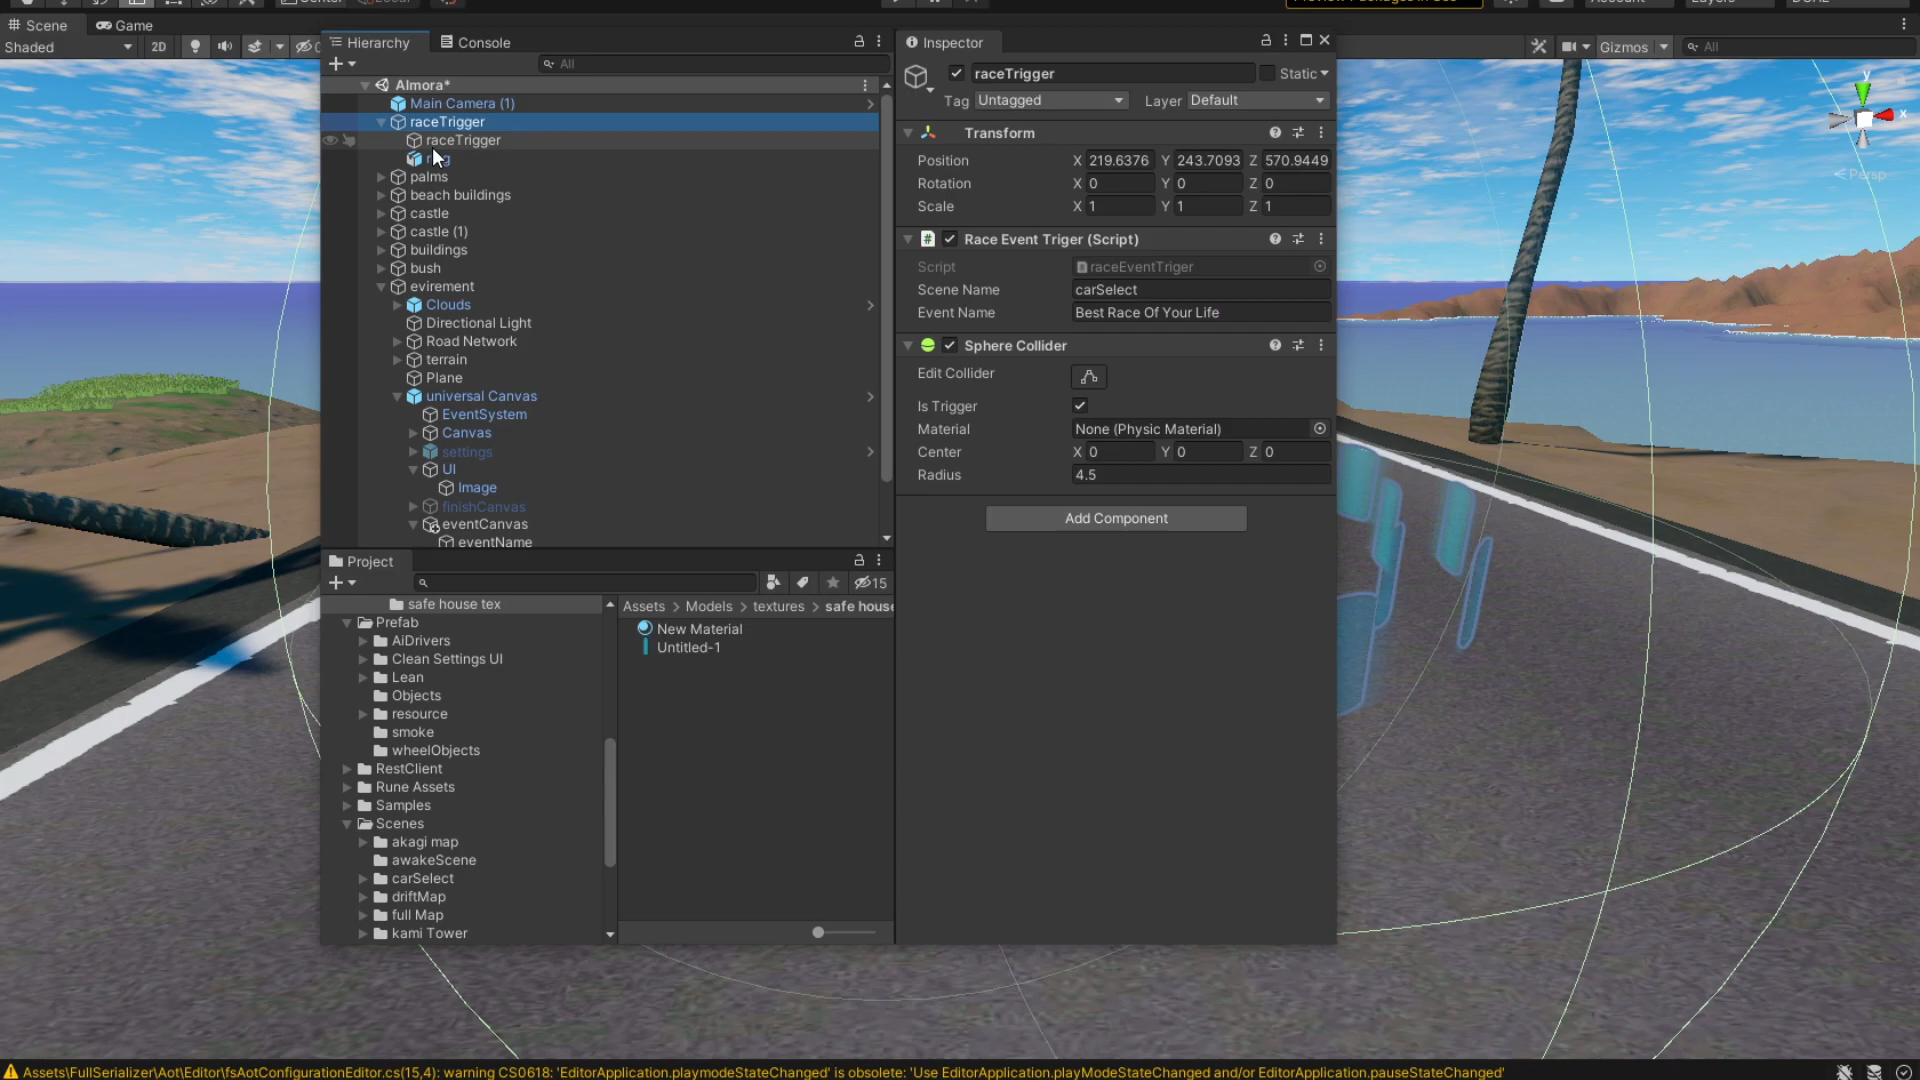 Preview Packages in Use
Center
Local
Account
Layers
Scene
Game
Shaded
2D
Gizmos
All
Hierarchy
Console
All
Almora*
Main Camera (1)
raceTrigger
raceTrigger
palms
beach buildings
castle
castle (1)
buildings
bush
evirement
Clouds
Directional Light
Road Network
terrain
Plane
universal Canvas
EventSystem
Canvas
settings
UI
Image
finishCanvas
eventCanvas
eventName
Inspector
raceTrigger
Static
Tag Untagged
Layer Default
Transform
Position X 219.6376 Y 243.7093 Z 570.9449
Rotation X 0 Y 0 Z 0
Scale X 1 Y 1 Z 1
Race Event Triger (Script)
Script raceEventTriger
Scene Name carSelect
Event Name Best Race Of Your Life
Sphere Collider
Edit Collider
Is Trigger
Material None (Physic Material)
Center X 0 Y 0 Z 0
Radius 4.5
Add Component
y
x
< Persp
Project
15
safe house tex
Prefab
AiDrivers
Clean Settings UI
Lean
Objects
resource
smoke
wheelObjects
RestClient
Rune Assets
Samples
Scenes
akagi map
awakeScene
carSelect
driftMap
full Map
kami Tower
Assets > Models > textures > safe house
New Material
Untitled-1
Assets\FullSerializer\Aot\Editor\fsAotConfigurationEditor.cs(15,4): warning CS0618: 'EditorApplication.playmodeStateChanged' is obsolete: 'Use EditorApplication.playModeStateChanged and/or EditorApplication.pauseStateChanged'